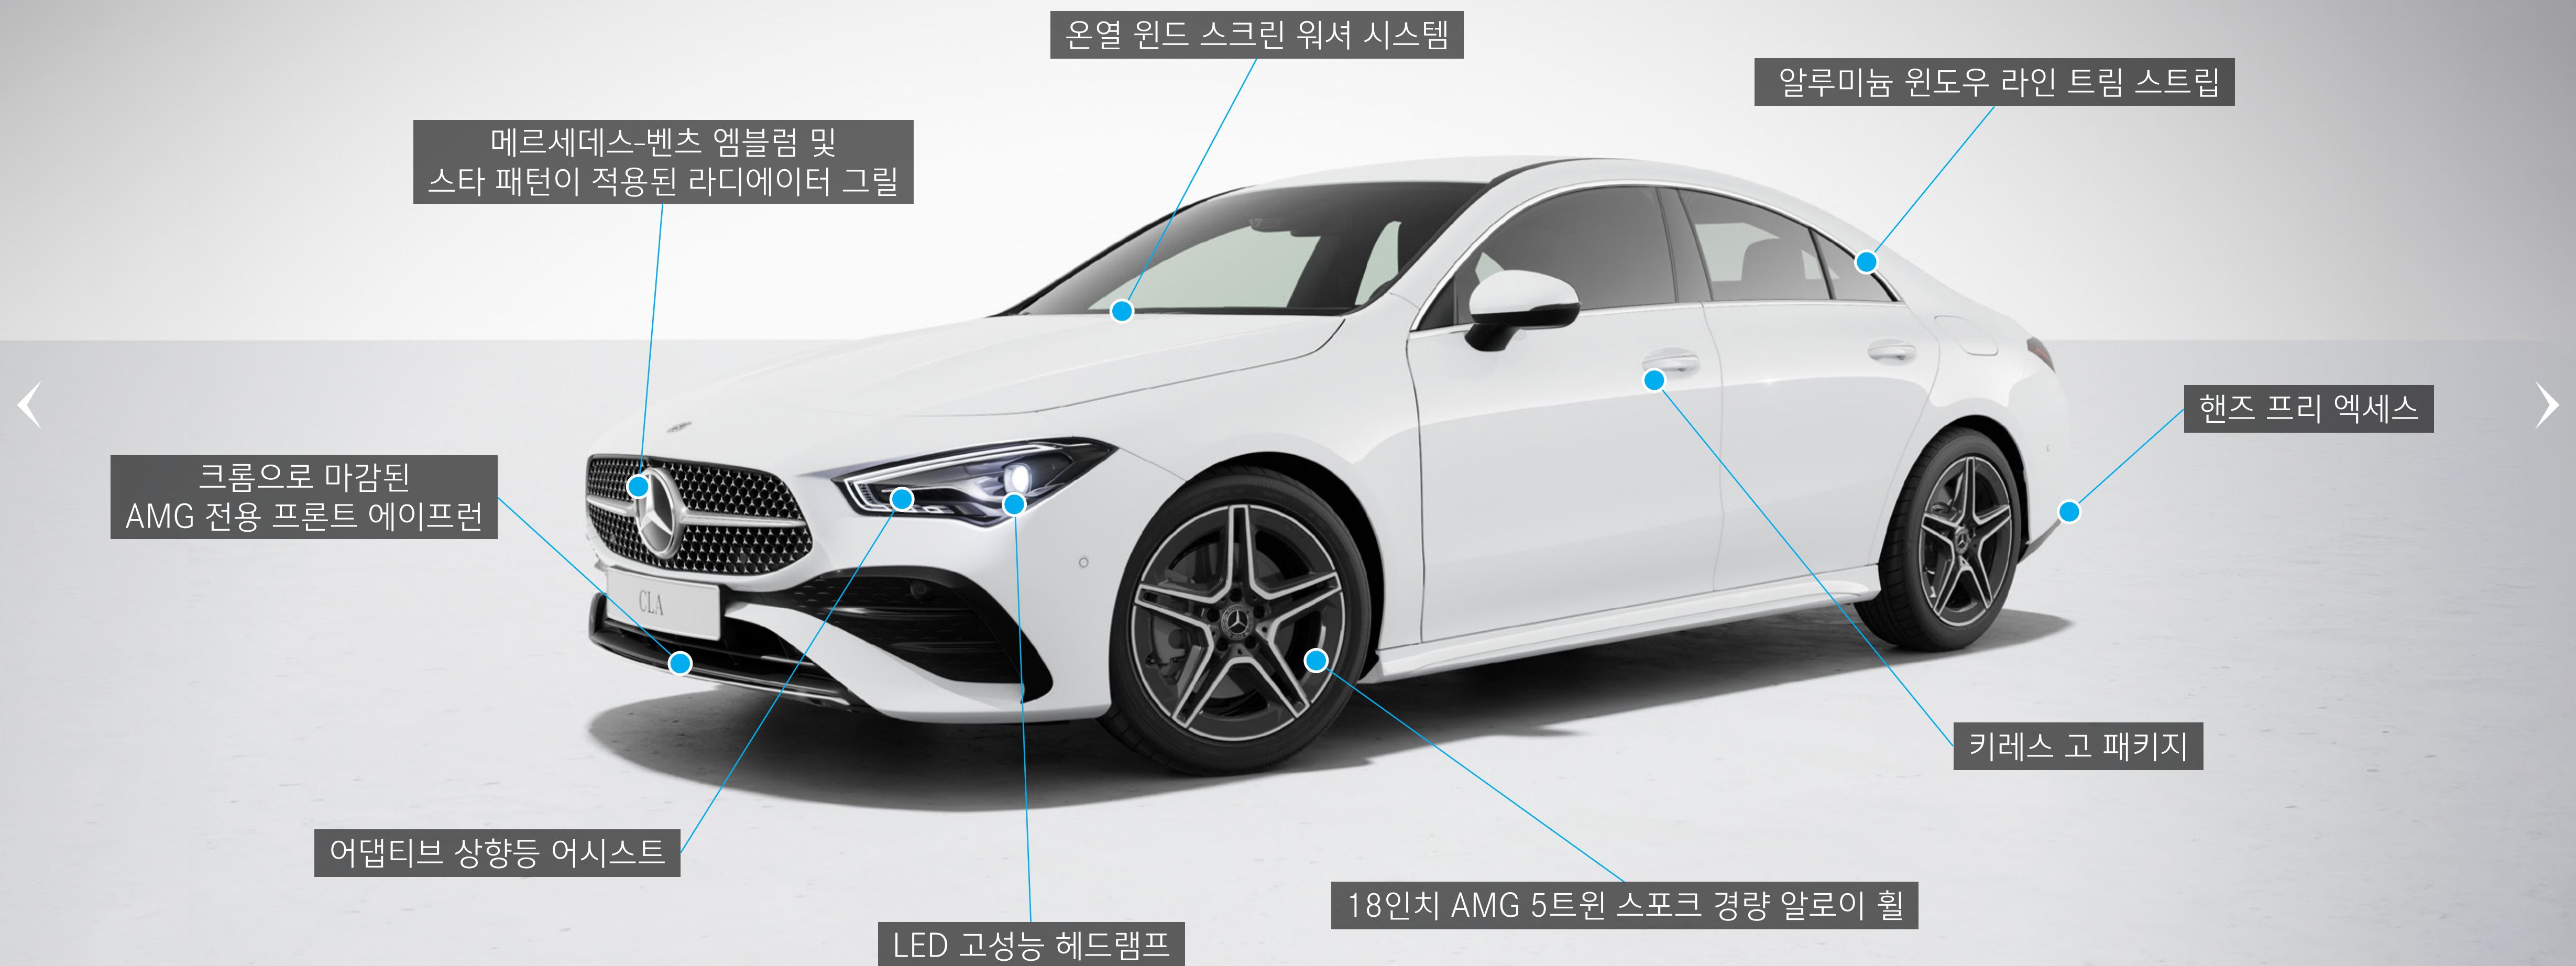 온열 윈드 스크린 워셔 시스템
알루미늄 윈도우 라인 트림 스트립
메르세데스-벤츠 엠블럼 및
스타 패턴이 적용된 라디에이터 그릴
핸즈 프리 엑세스
크롬으로 마감된
AMG 전용 프론트 에이프런
CLA
키레스 고 패키지
어댑티브 상향등 어시스트
18인치 AMG 5트윈 스포크 경량 알로이 휠
LED 고성능 헤드램프